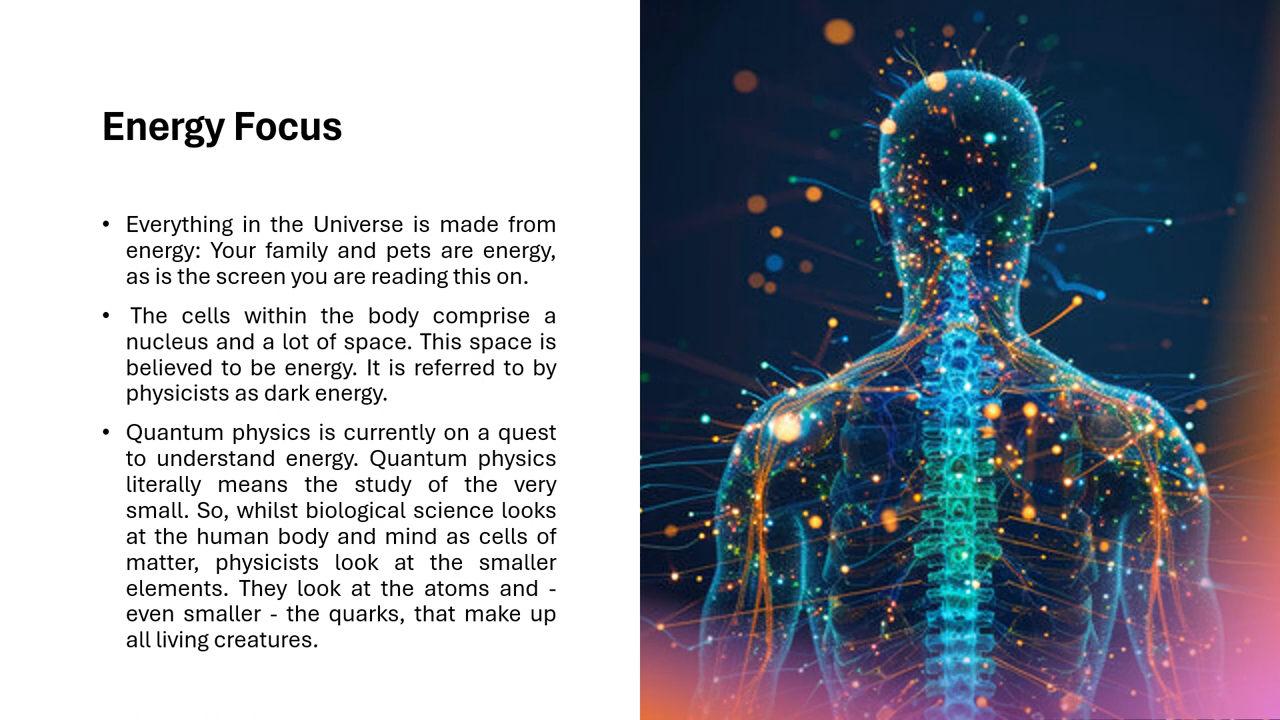 Energy Focus
• Everything in the Universe is made from
energy: Your family and pets are energy,
as is the screen you are reading this on.
• The cells within the body comprise a
nucleus and a lot of space. This space is
believed to be energy. It is referred to by
physicists as dark energy.
• Quantum physics is currently on a quest
to understand energy. Quantum physics
literally means the study of the very
small. So, whilst biological science looks
at the human body and mind as cells of
matter, physicists look at the smaller
elements. They look at the atoms and -
even smaller - the quarks, that make up
all living creatures.